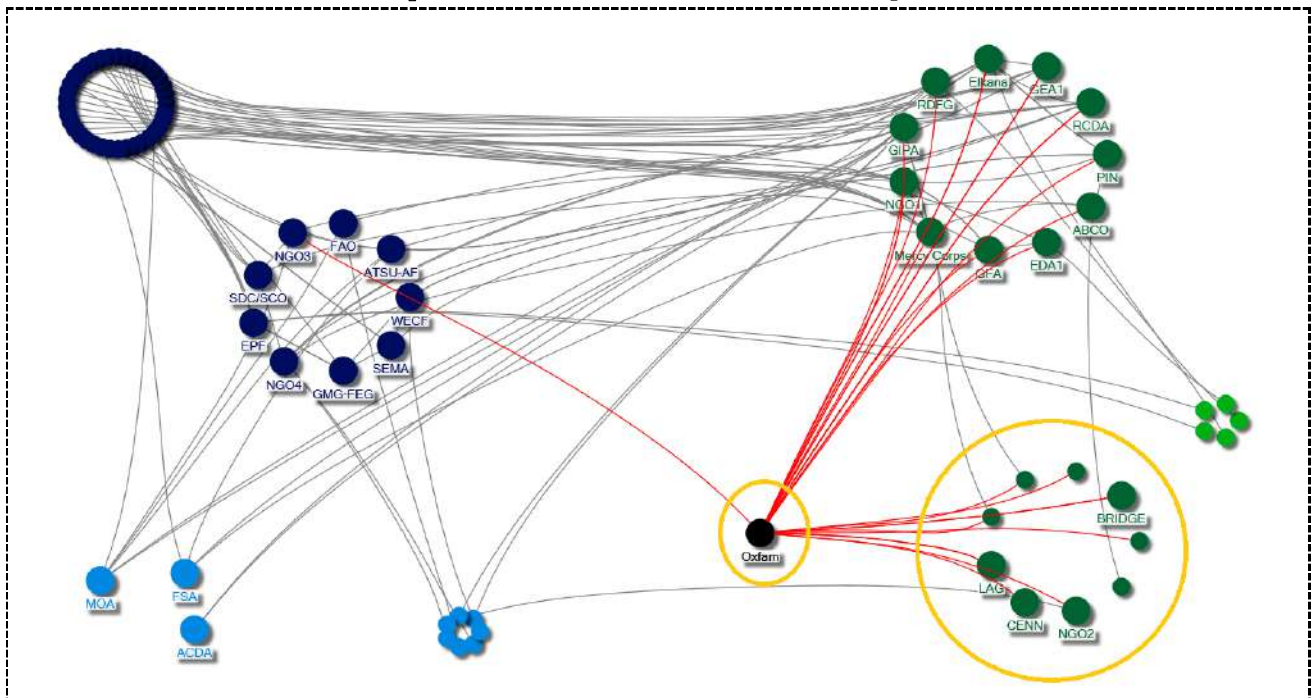 Elkana
GEA1
RDFG
RCDA
GIPA
PIN
NGO1
ABCO
Mercy Corps
GFA
EDA1
FAO
NGO3
ATSU-AF
SDC/SCO
WECF
EPF
SEMA
NGO4
GMG-FEG
BRIDGE
Oxfam
MOA
FSA
LAG
CENN
NGO2
ACDA